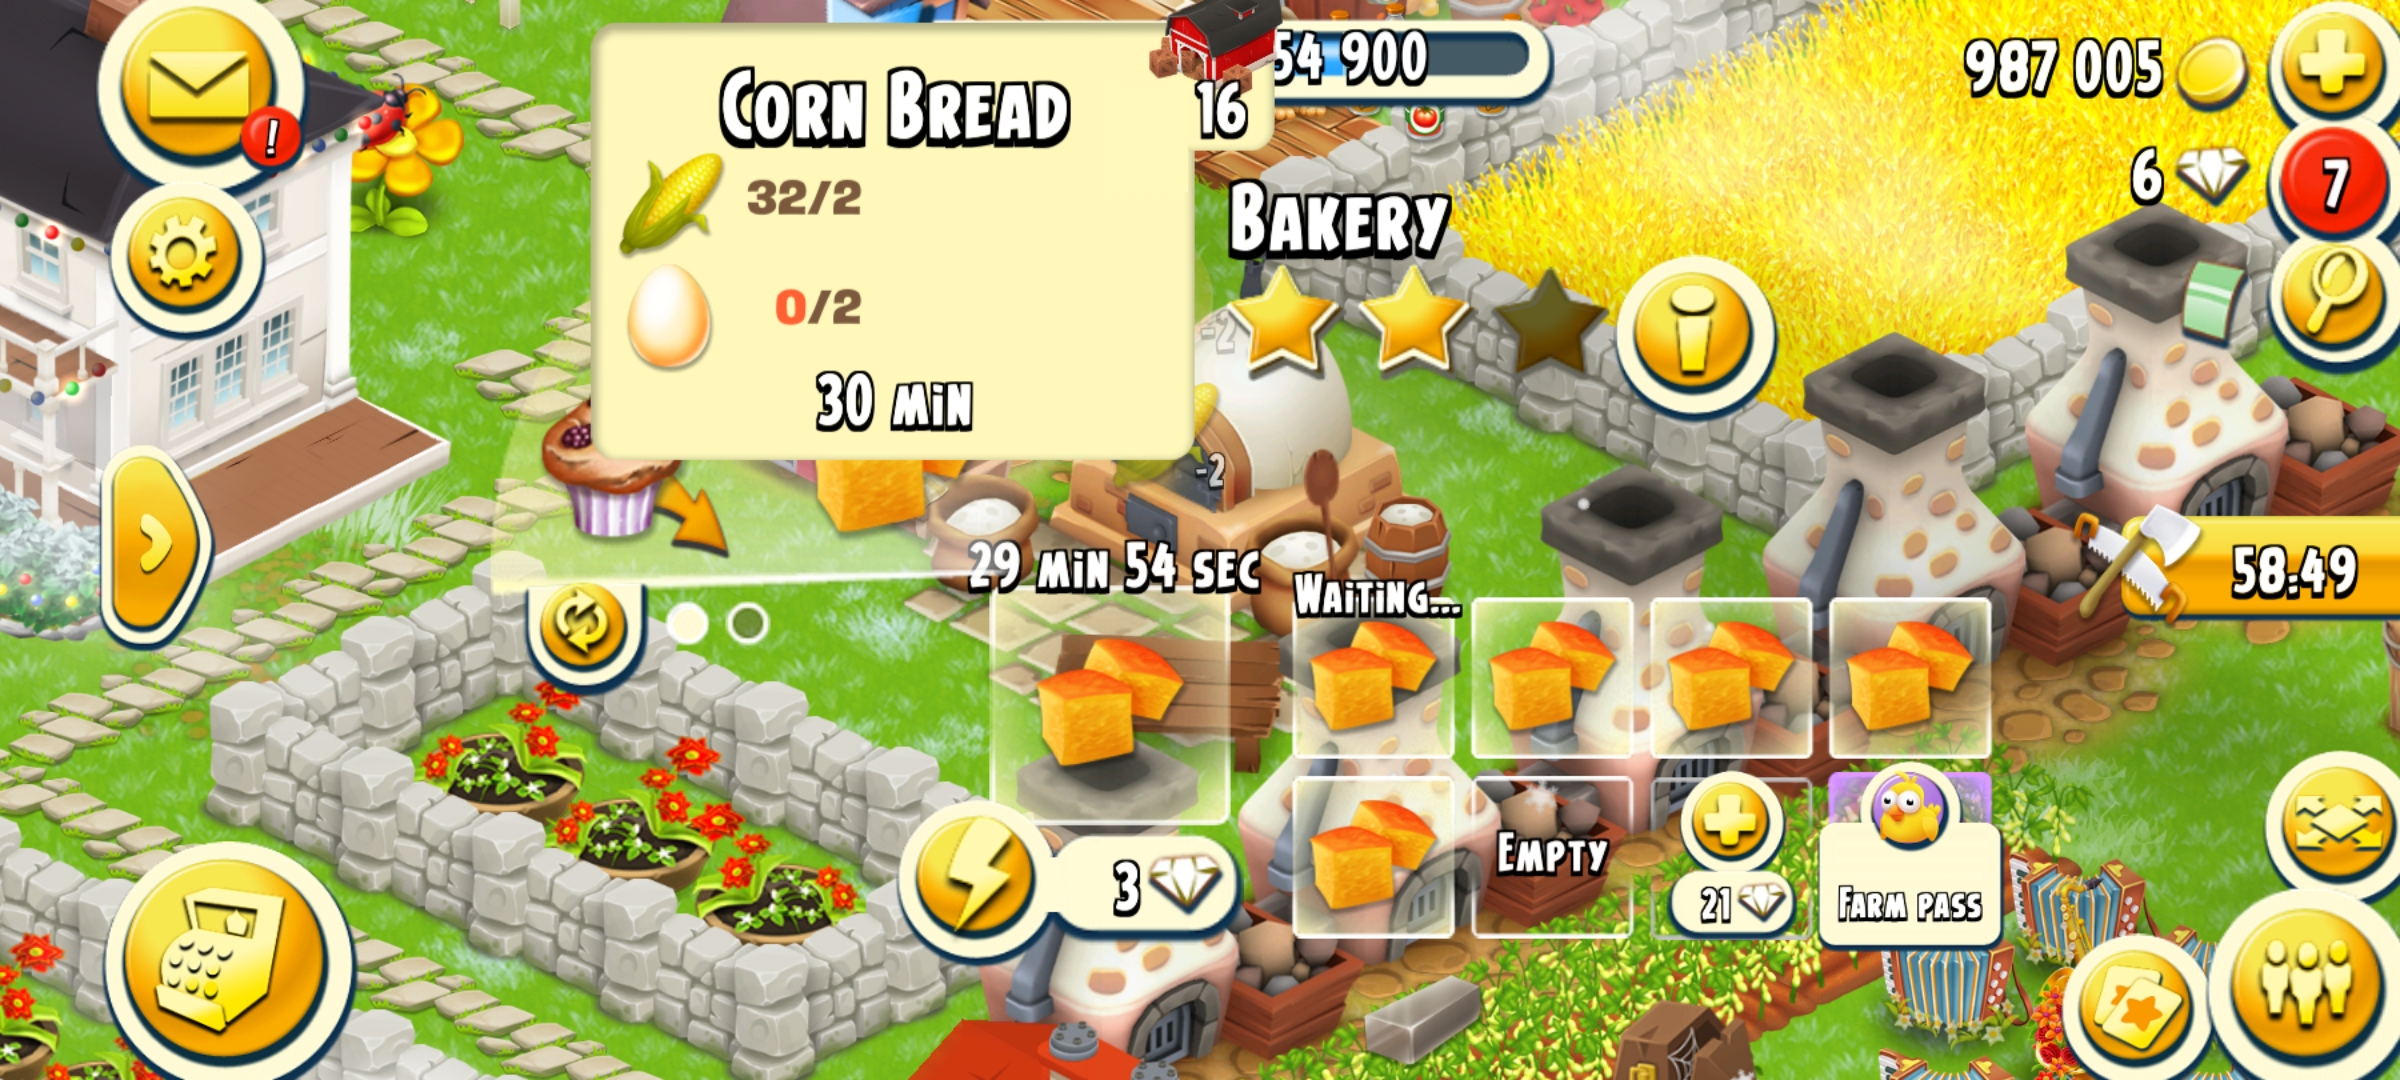 54 900
987 005
!
CORN BREAD
16
6
7
32/2
BAKERY
0/2
-2
30 MIN
-2
29 MIN 54 SEC
WAITING...
58:49
EMPTY
3
21
FARM PASS